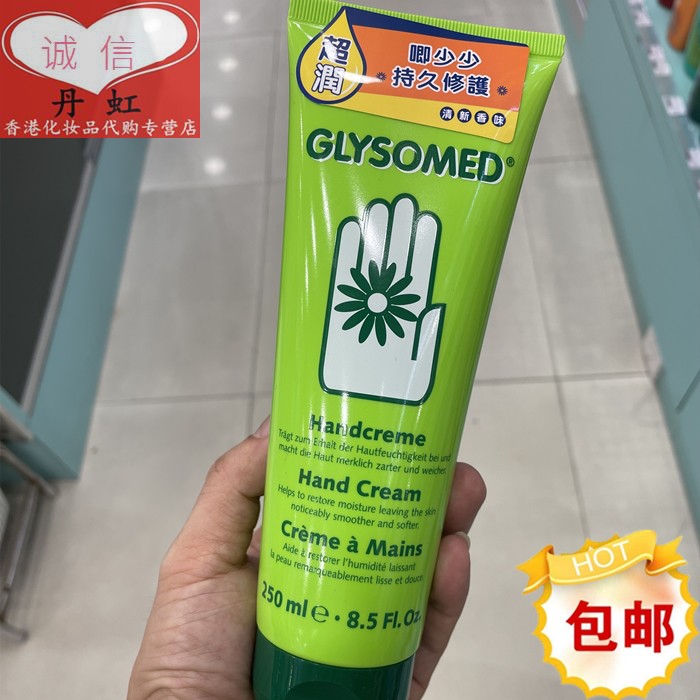 诚信
丹虹
香港化妆品代购专营店
超潤
唧少少
持久修護
清新香味
GLYSOMED®
Handcreme
Trägt zum Erhalt der Hautfeuchtigkeit bei und
macht die Haut merklich zarter und weicher.
Hand Cream
Helps to restore moisture leaving the skin
noticeably smoother and softer.
Crème à Mains
Aide à restorer l'humidité laissant
la peau remarquablement lisse et douce.
250 ml e · 8.5 Fl. Oz.
HOT
包邮